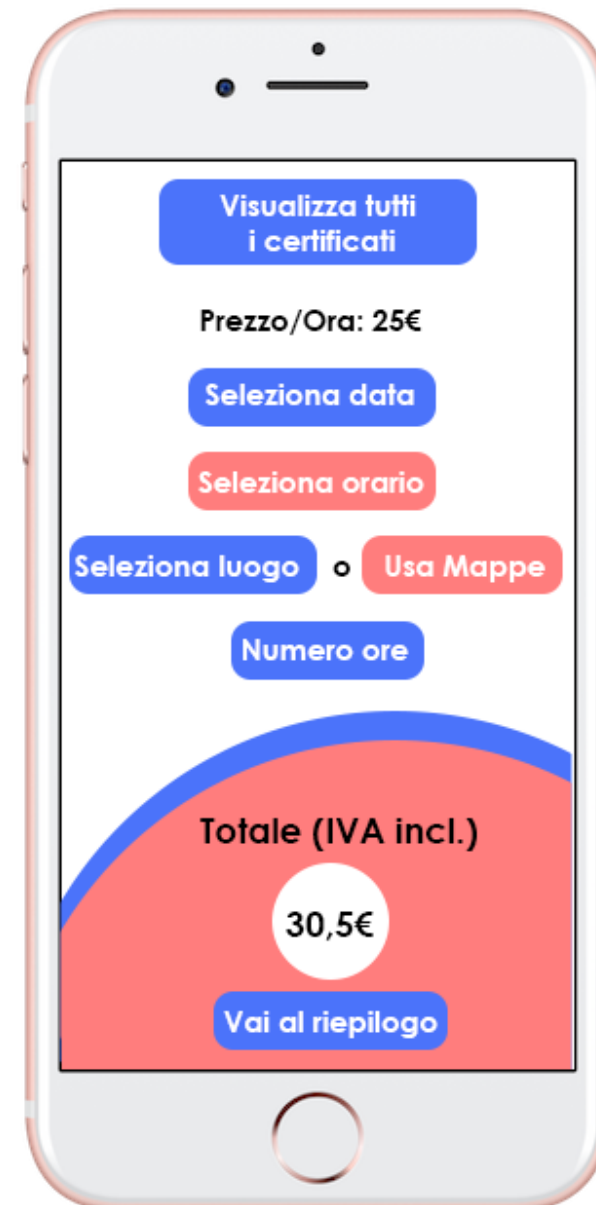 Visualizza tutti
i certificati
Prezzo/Ora: 25€
Seleziona data
Seleziona orario
Seleziona luogo o Usa Mappe
Numero ore
Totale (IVA incl.)
30,5€
Vai al riepilogo